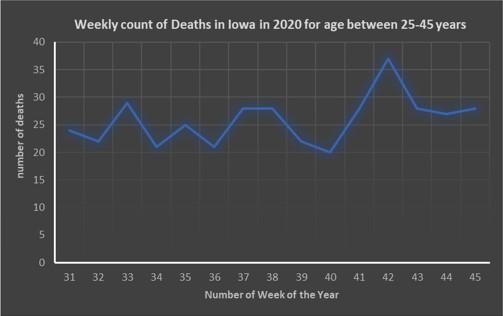 Weekly count of Deaths in Iowa in 2020 for age between 25-45 years
40
35
30
25
20
15
10
5
0
number of deaths
31 32 33 34 35 36 37 38 39 40 41 42 43 44 45
Number of Week of the Year